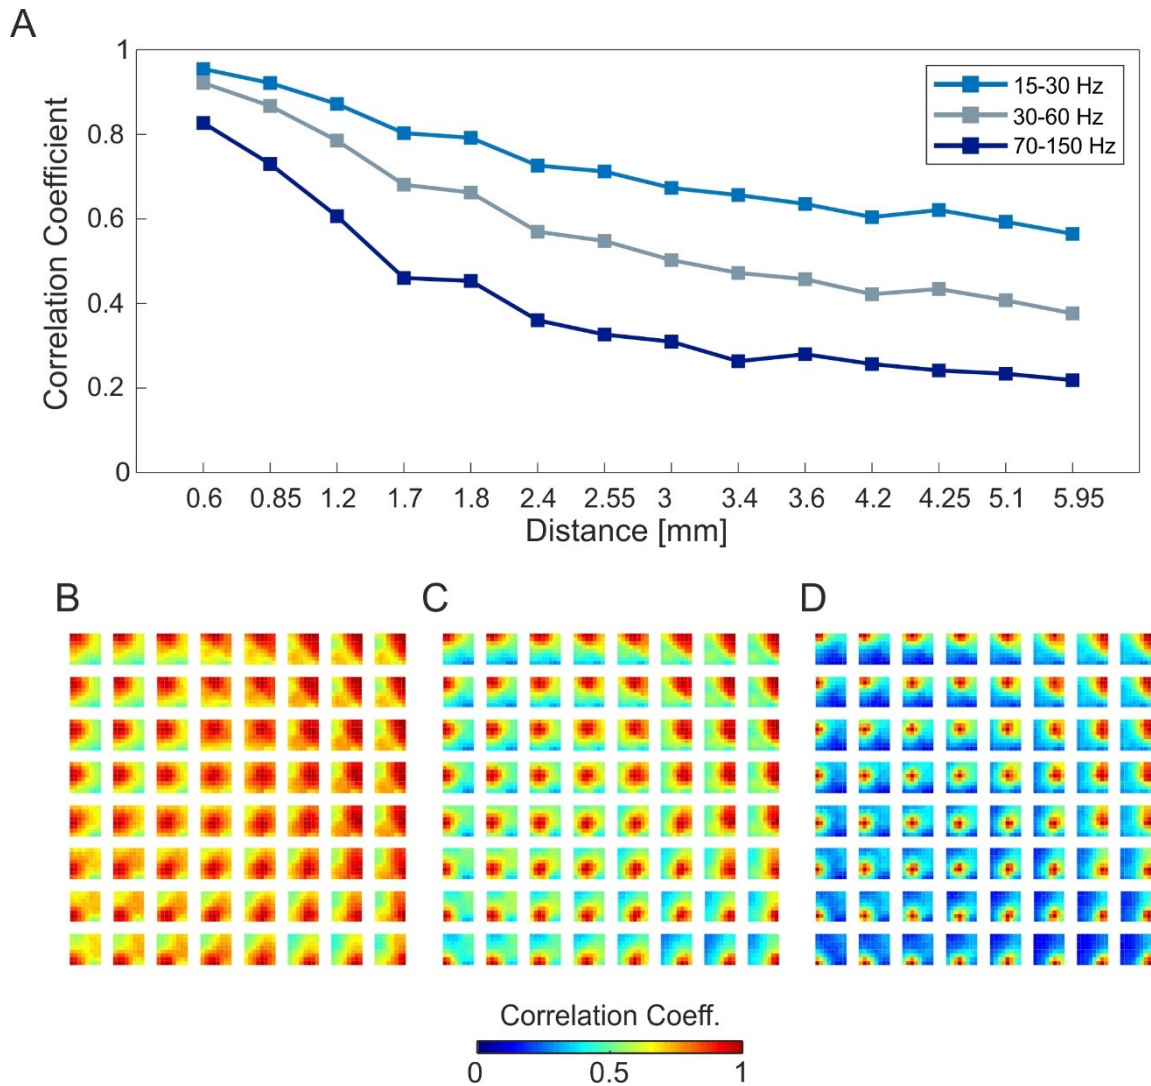 A
Correlation Coefficient
1
0.8
0.6
0.4
0.2
0
15-30 Hz
30-60 Hz
70-150 Hz
0.6 0.85 1.2 1.7 1.8 2.4 2.55 3 3.4 3.6 4.2 4.25 5.1 5.95
Distance [mm]
B C D
Correlation Coeff.
0 0.5 1